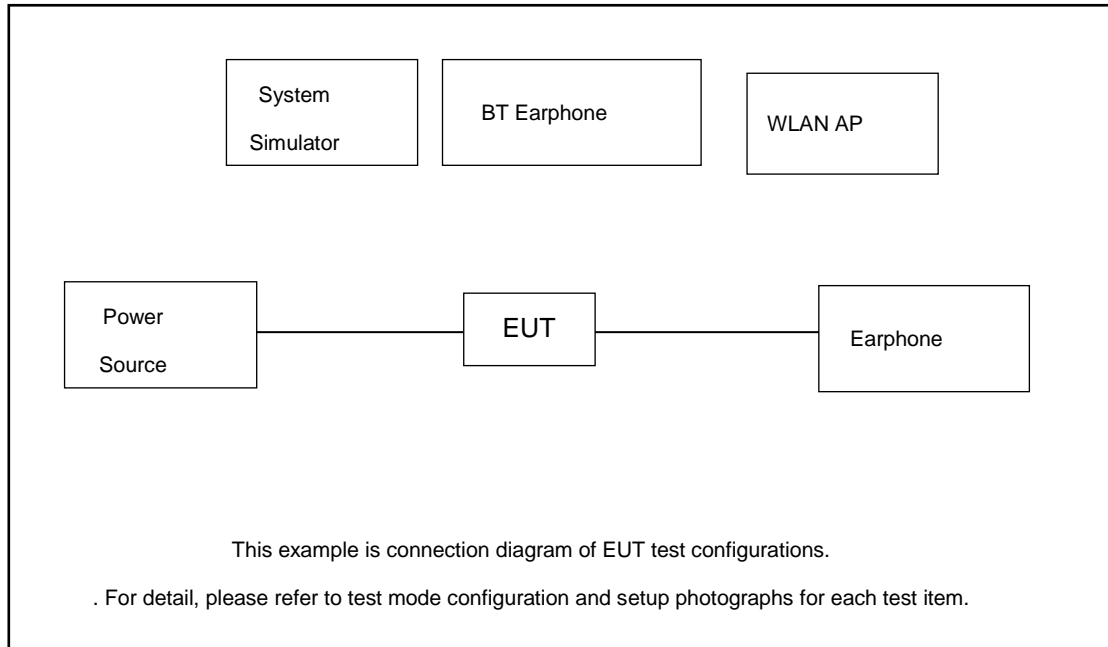 System
Simulator
BT Earphone
WLAN AP
Power
Source
EUT
Earphone
This example is connection diagram of EUT test configurations.
. For detail, please refer to test mode configuration and setup photographs for each test item.